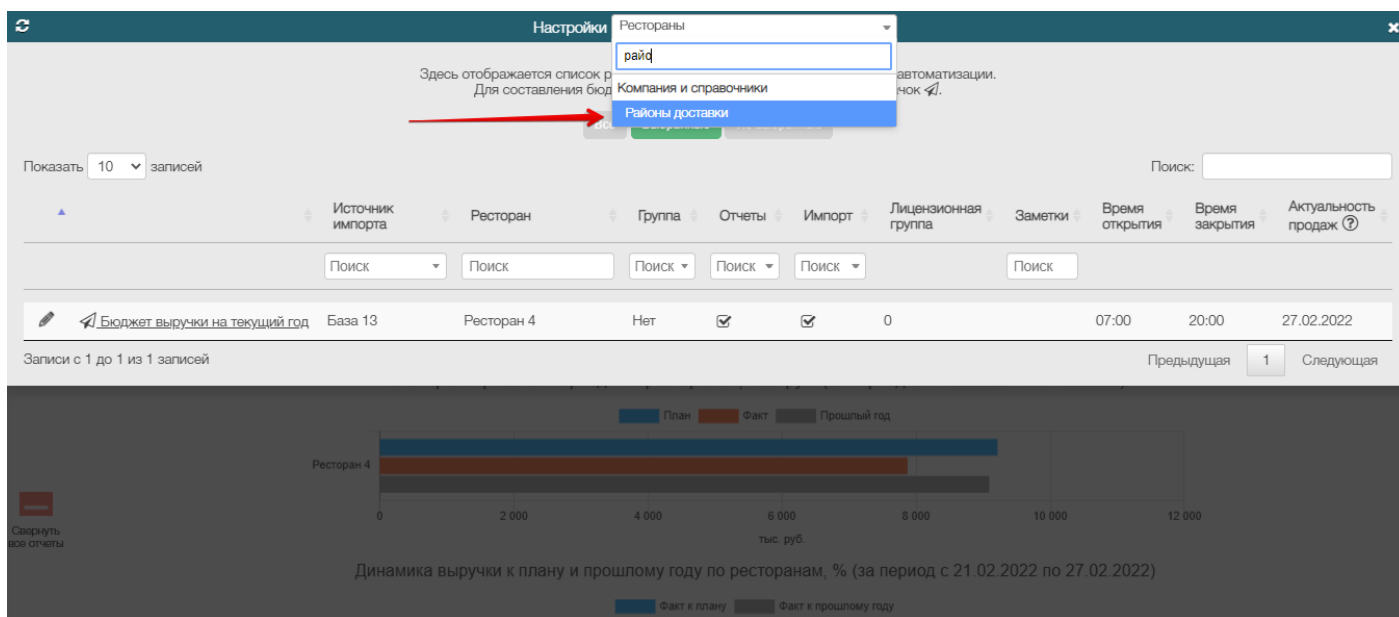 Настройки Рестораны
райо
Здесь отображается список автоматизации.
Для составления
Компания и справочники
Районы доставки
Показать 10 записей Поиск:
Источник импорта Ресторан Группа Отчеты Импорт Лицензионная группа Заметки Время открытия Время закрытия Актуальность продаж ?
Поиск Поиск Поиск Поиск Поиск Поиск
Бюджет выручки на текущий год База 13 Ресторан 4 Нет 0 07:00 20:00 27.02.2022
Записи с 1 до 1 из 1 записей Предыдущая 1 Следующая
План Факт Прошлый год
Ресторан 4
0 2 000 4 000 6 000 8 000 10 000 12 000
тыс. руб.
Свернуть
все отчеты
Динамика выручки к плану и прошлому году по ресторанам, % (за период с 21.02.2022 по 27.02.2022)
Факт к плану Факт к прошлому году